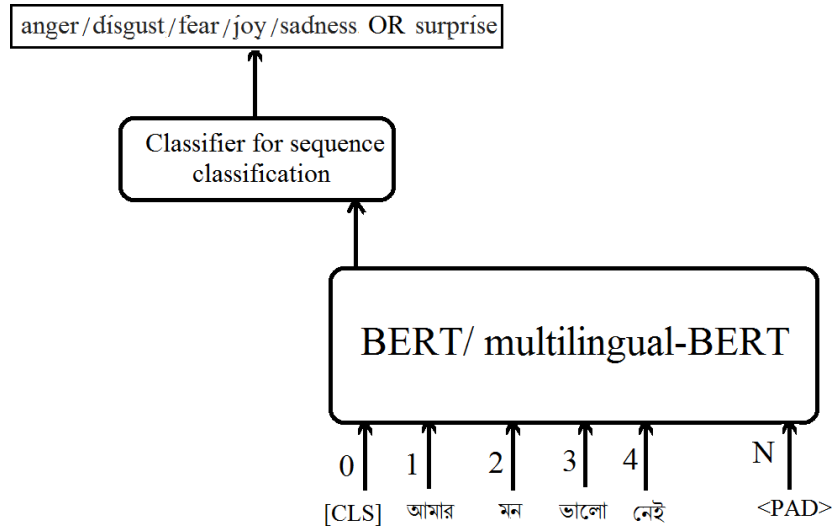 anger/disgust/fear/joy/sadness OR surprise
Classifier for sequence
classification
BERT/ multilingual-BERT
0 1 2 3 4 N
[CLS] আমার মন ভালো নেই <PAD>